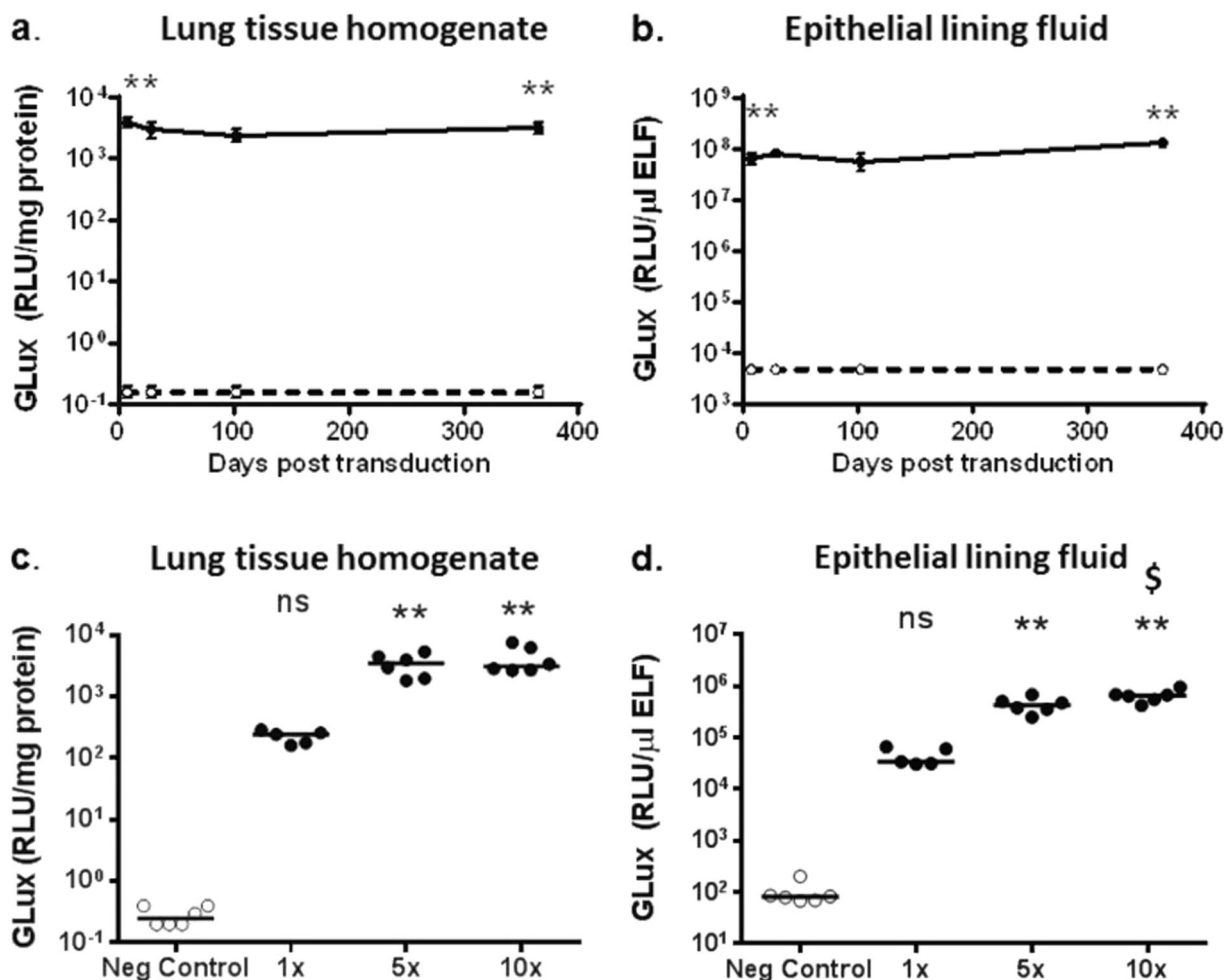 a. Lung tissue homogenate
** **
GLux (RLU/mg protein)
10⁴
10³
10²
10¹
10⁰
10⁻¹
0 100 200 300 400
Days post transduction
b. Epithelial lining fluid
** **
GLux (RLU/µl ELF)
10⁹
10⁸
10⁷
10⁶
10⁵
10⁴
10³
0 100 200 300 400
Days post transduction
c. Lung tissue homogenate
ns ** **
GLux (RLU/mg protein)
10⁴
10³
10²
10¹
10⁰
10⁻¹
Neg Control 1x 5x 10x
d. Epithelial lining fluid
$
ns ** **
GLux (RLU/µl ELF)
10⁷
10⁶
10⁵
10⁴
10³
10²
10¹
Neg Control 1x 5x 10x